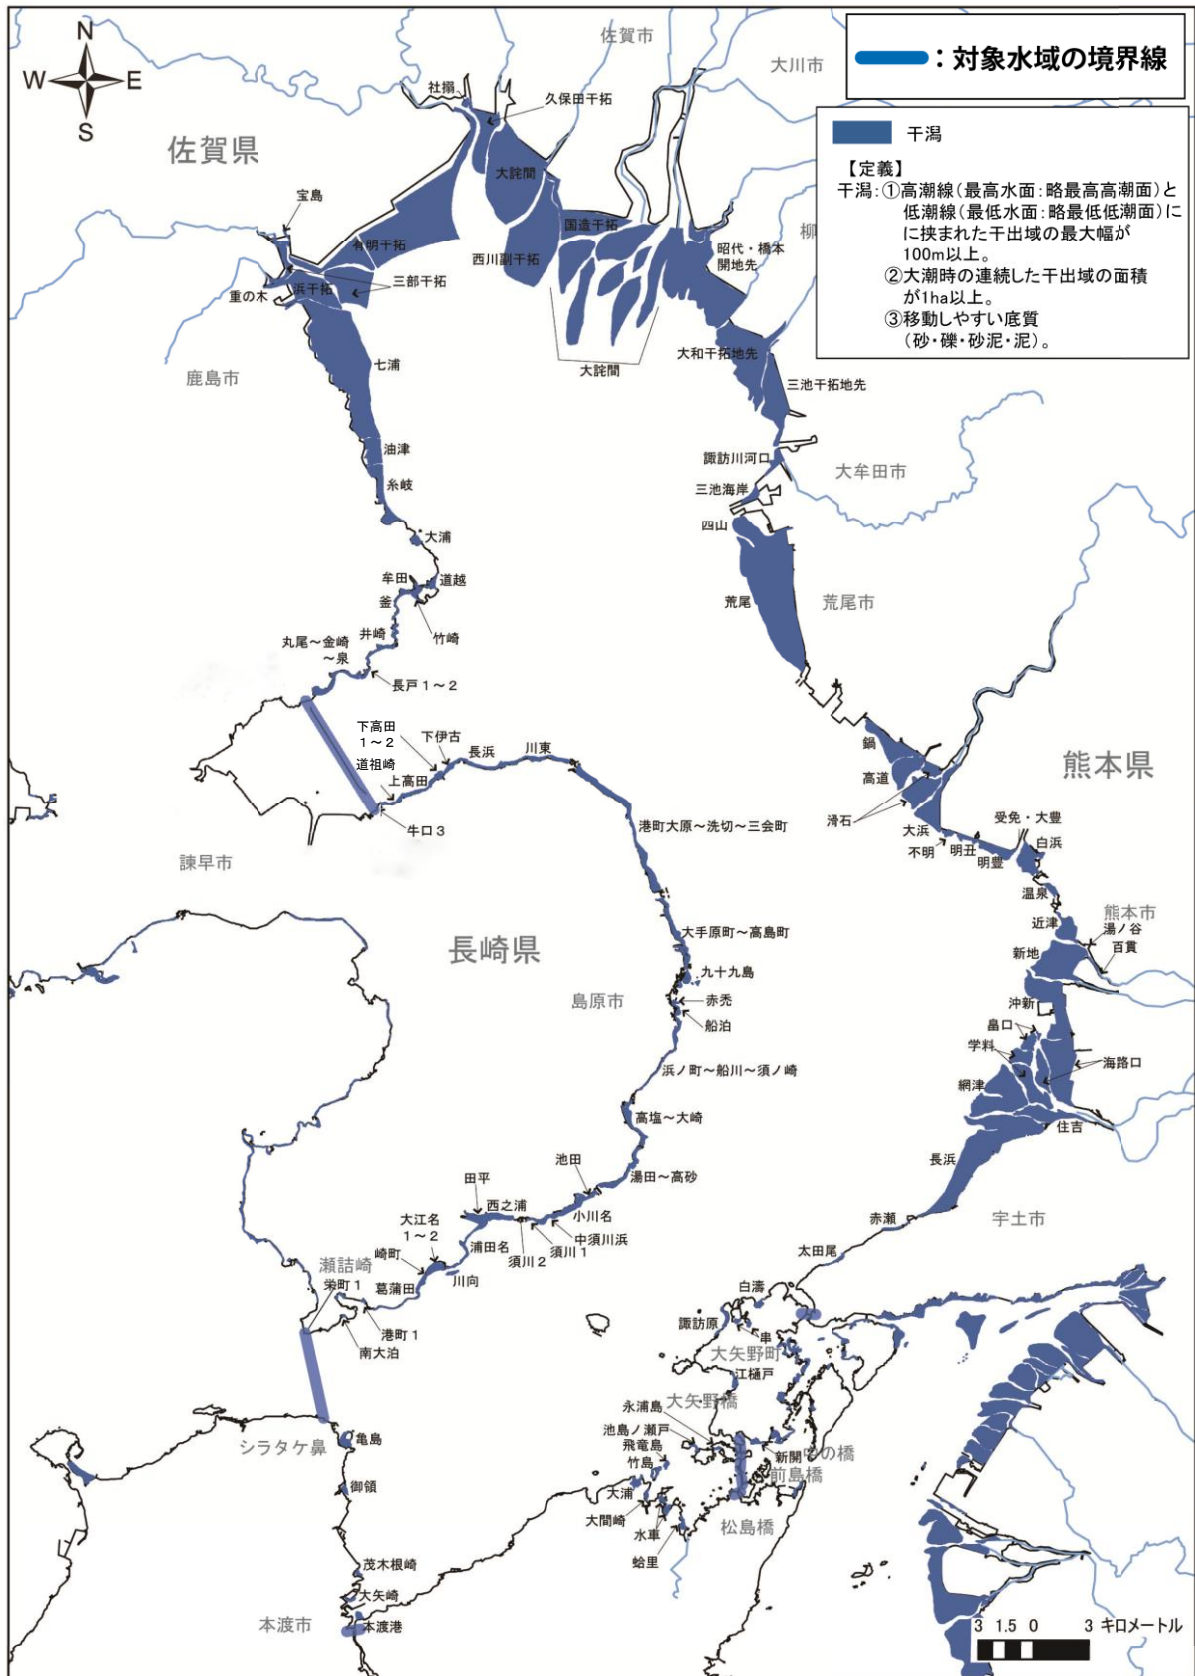 N
W E
S
：対象水域の境界線
干潟
【定義】
干潟：①高潮線（最高水面：略最高高潮面）と
低潮線（最低水面：略最低低潮面）に
に挟まれた干出域の最大幅が
100m以上。
②大潮時の連続した干出域の面積
が1ha以上。
③移動しやすい底質
（砂・礫・砂泥・泥）。
佐賀市
大川市
柳
社搦
久保田干拓
佐賀県
大詫間
宝島
国造干拓
有明干拓
西川副干拓
昭代・橋本
開地先
三部干拓
浜干拓
重の木
大和干拓地先
七浦
大詫間
鹿島市
三池干拓地先
油津
諏訪川河口
大牟田市
糸岐
三池海岸
四山
大浦
牟田
道越
釜
荒尾
荒尾市
竹崎
井崎
丸尾～金崎
～泉
長戸１～２
下高田
１～２
下伊古
長浜
川東
道祖崎
上高田
牛口３
鍋
高道
熊本県
滑石
大浜
受免・大豊
不明
明丑
明豊
白浜
港町大原～洗切～三会町
諫早市
温泉
近津
熊本市
湯ノ谷
百貫
新地
大手原町～高島町
長崎県
九十九島
島原市
赤禿
船泊
沖新
畠口
学料
海路口
網津
浜ノ町～船川～須ノ崎
高塩～大崎
住吉
長浜
池田
湯田～高砂
田平
西之浦
小川名
中須川浜
赤瀬
宇土市
大江名
１～２
浦田名
須川２
須川１
太田尾
崎町
川向
瀬詰崎
栄町１
葛蒲田
白濤
諏訪原
串
港町１
南大泊
大矢野町
江樋戸
大矢野橋
永浦島
池島ノ瀬戸
シラタケ鼻
亀島
飛竜島
竹島
新開
中の橋
前島橋
御領
大浦
大間崎
水車
松島橋
蛤里
茂木根崎
大矢崎
本渡市
本渡港
3 1.5 0 3 キロメートル